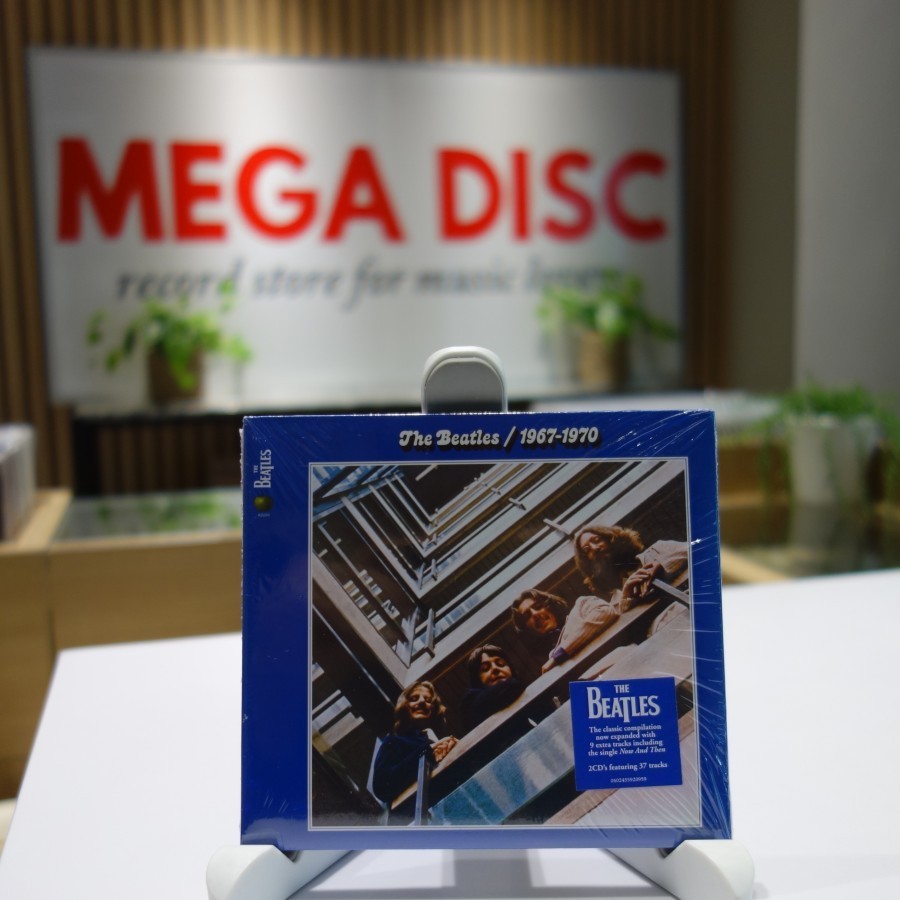 MEGA DISC
record store for music lovers
The Beatles / 1967-1970
THE
BEATLES
THE
BEATLES
The classic compilation
now expanded with
9 extra tracks including
the single Now And Then
2CD's featuring 37 tracks